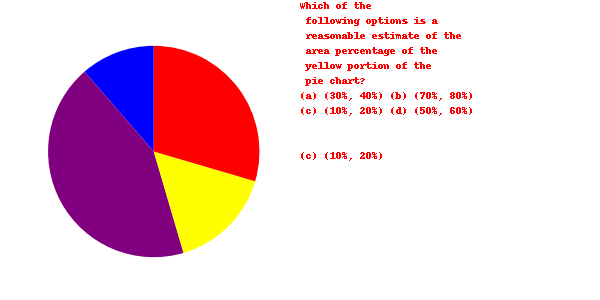 Which of the
following options is a
reasonable estimate of the
area percentage of the
yellow portion of the
pie chart?
(a) (30%, 40%) (b) (70%, 80%)
(c) (10%, 20%) (d) (50%, 60%)
(c) (10%, 20%)